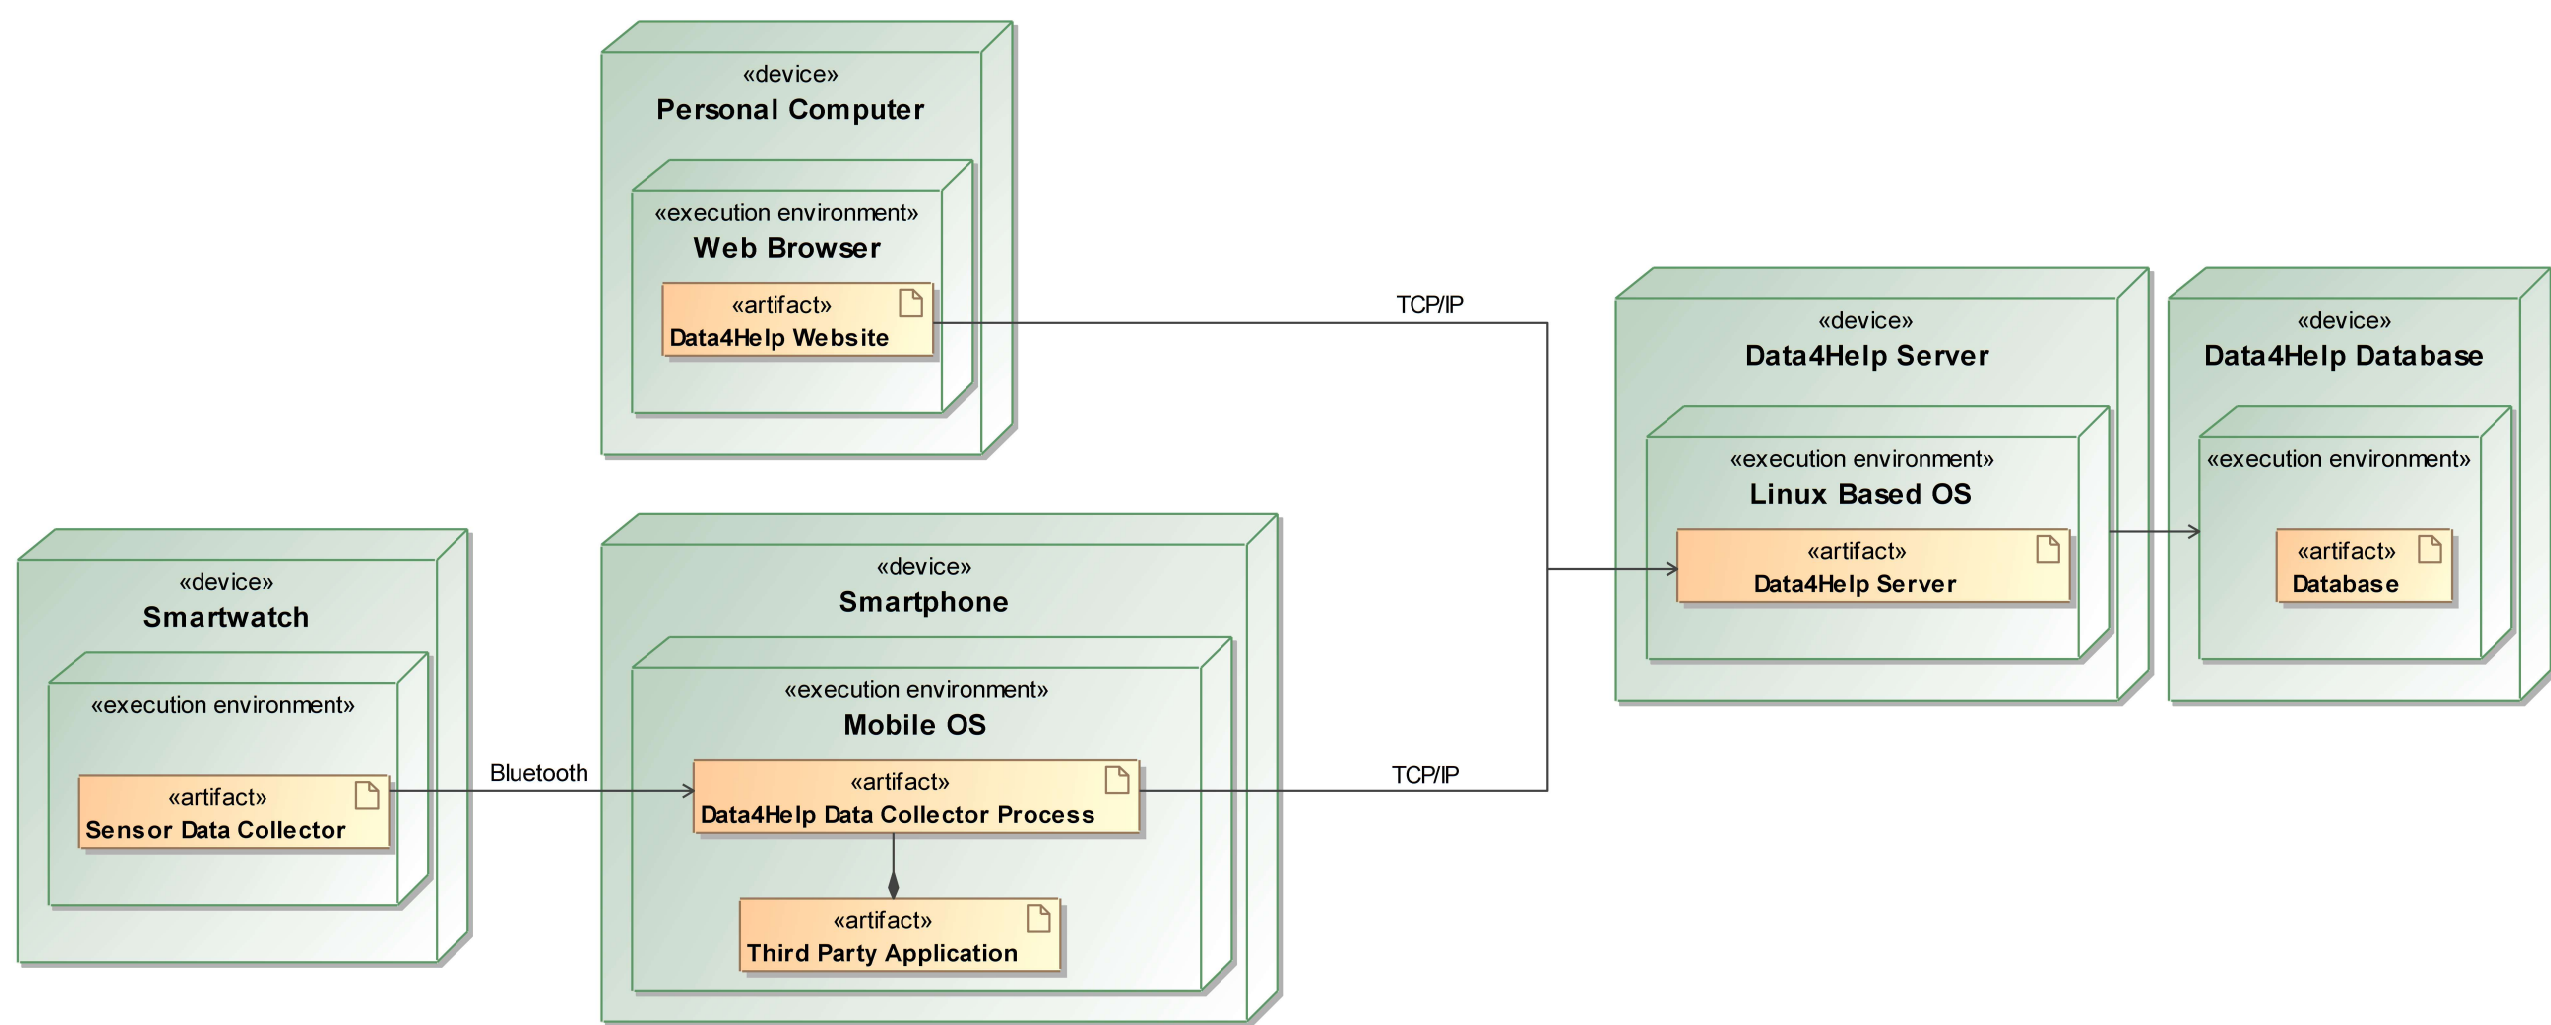 «device»
Personal Computer
«execution environment»
Web Browser
«artifact»
Data4Help Website
TCP/IP
«device»
Data4Help Server
«execution environment»
Linux Based OS
«artifact»
Data4Help Server
«device»
Data4Help Database
«execution environment»
«artifact»
Database
«device»
Smartwatch
«execution environment»
«artifact»
Sensor Data Collector
Bluetooth
«device»
Smartphone
«execution environment»
Mobile OS
«artifact»
Data4Help Data Collector Process
TCP/IP
«artifact»
Third Party Application